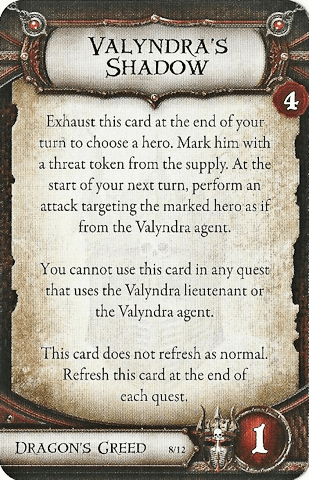 Valyndra's
Shadow
4
Exhaust this card at the end of your
turn to choose a hero. Mark him with
a threat token from the supply. At the
start of your next turn, perform an
attack targeting the marked hero as if
from the Valyndra agent.
You cannot use this card in any quest
that uses the Valyndra lieutenant or
the Valyndra agent.
This card does not refresh as normal.
Refresh this card at the end of
each quest.
Dragon's Greed 8/12
1